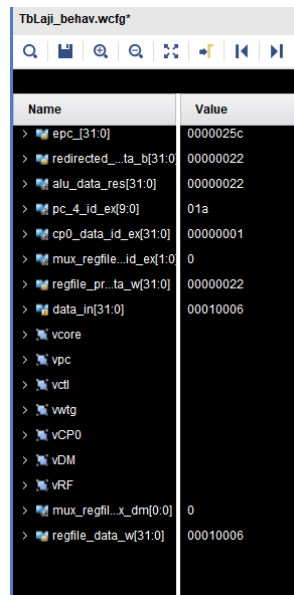 TbLaji_behav.wcfg*
Name Value
epc_[31:0] 0000025c
redirected_...ta_b[31:0] 00000022
alu_data_res[31:0] 00000022
pc_4_id_ex[9:0] 01a
cp0_data_id_ex[31:0] 00000001
mux_regfile...id_ex[1:0] 0
regfile_pr...ta_w[31:0] 00000022
data_in[31:0] 00010006
vcore
vpc
vctl
vwtg
vCP0
vDM
vRF
mux_regfil...x_dm[0:0] 0
regfile_data_w[31:0] 00010006